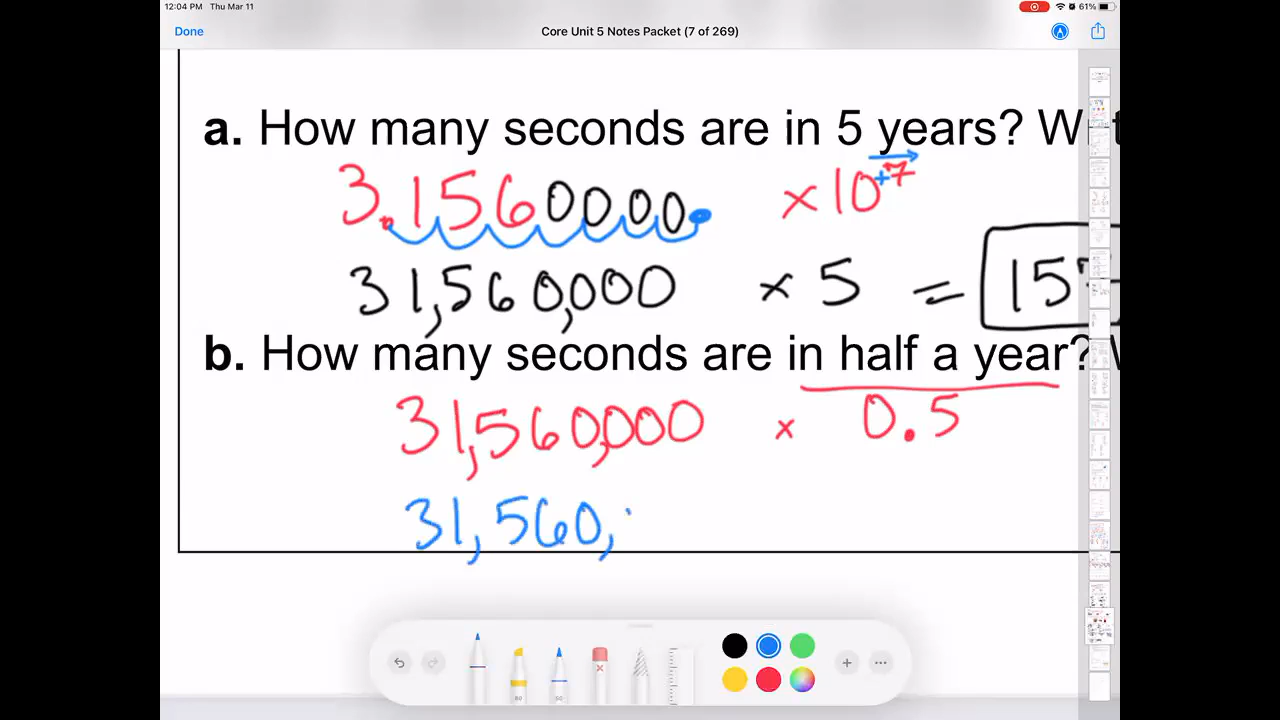 12:04 PM Thu Mar 11 61%
Done Core Unit 5 Notes Packet (7 of 269)
a. How many seconds are in 5 years? W
3.1560000. × 10+7
31,560,000 × 5 = 15
b. How many seconds are in half a year?
31,560,000 × 0.5
31,560,